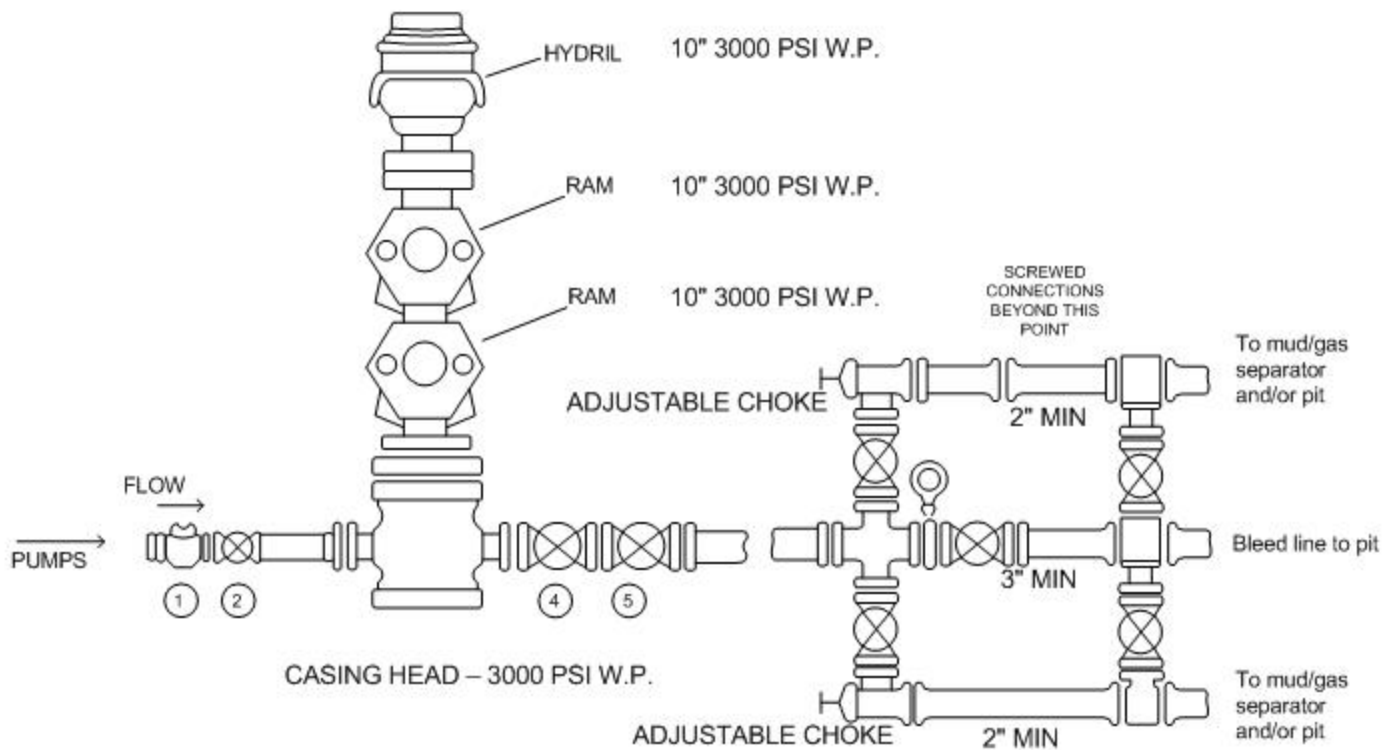 HYDRIL
10" 3000 PSI W.P.
RAM
10" 3000 PSI W.P.
RAM
10" 3000 PSI W.P.
SCREWED
CONNECTIONS
BEYOND THIS
POINT
To mud/gas
separator
and/or pit
ADJUSTABLE CHOKE
2" MIN
FLOW
PUMPS
Bleed line to pit
3" MIN
1
2
4
5
CASING HEAD – 3000 PSI W.P.
To mud/gas
separator
and/or pit
ADJUSTABLE CHOKE
2" MIN